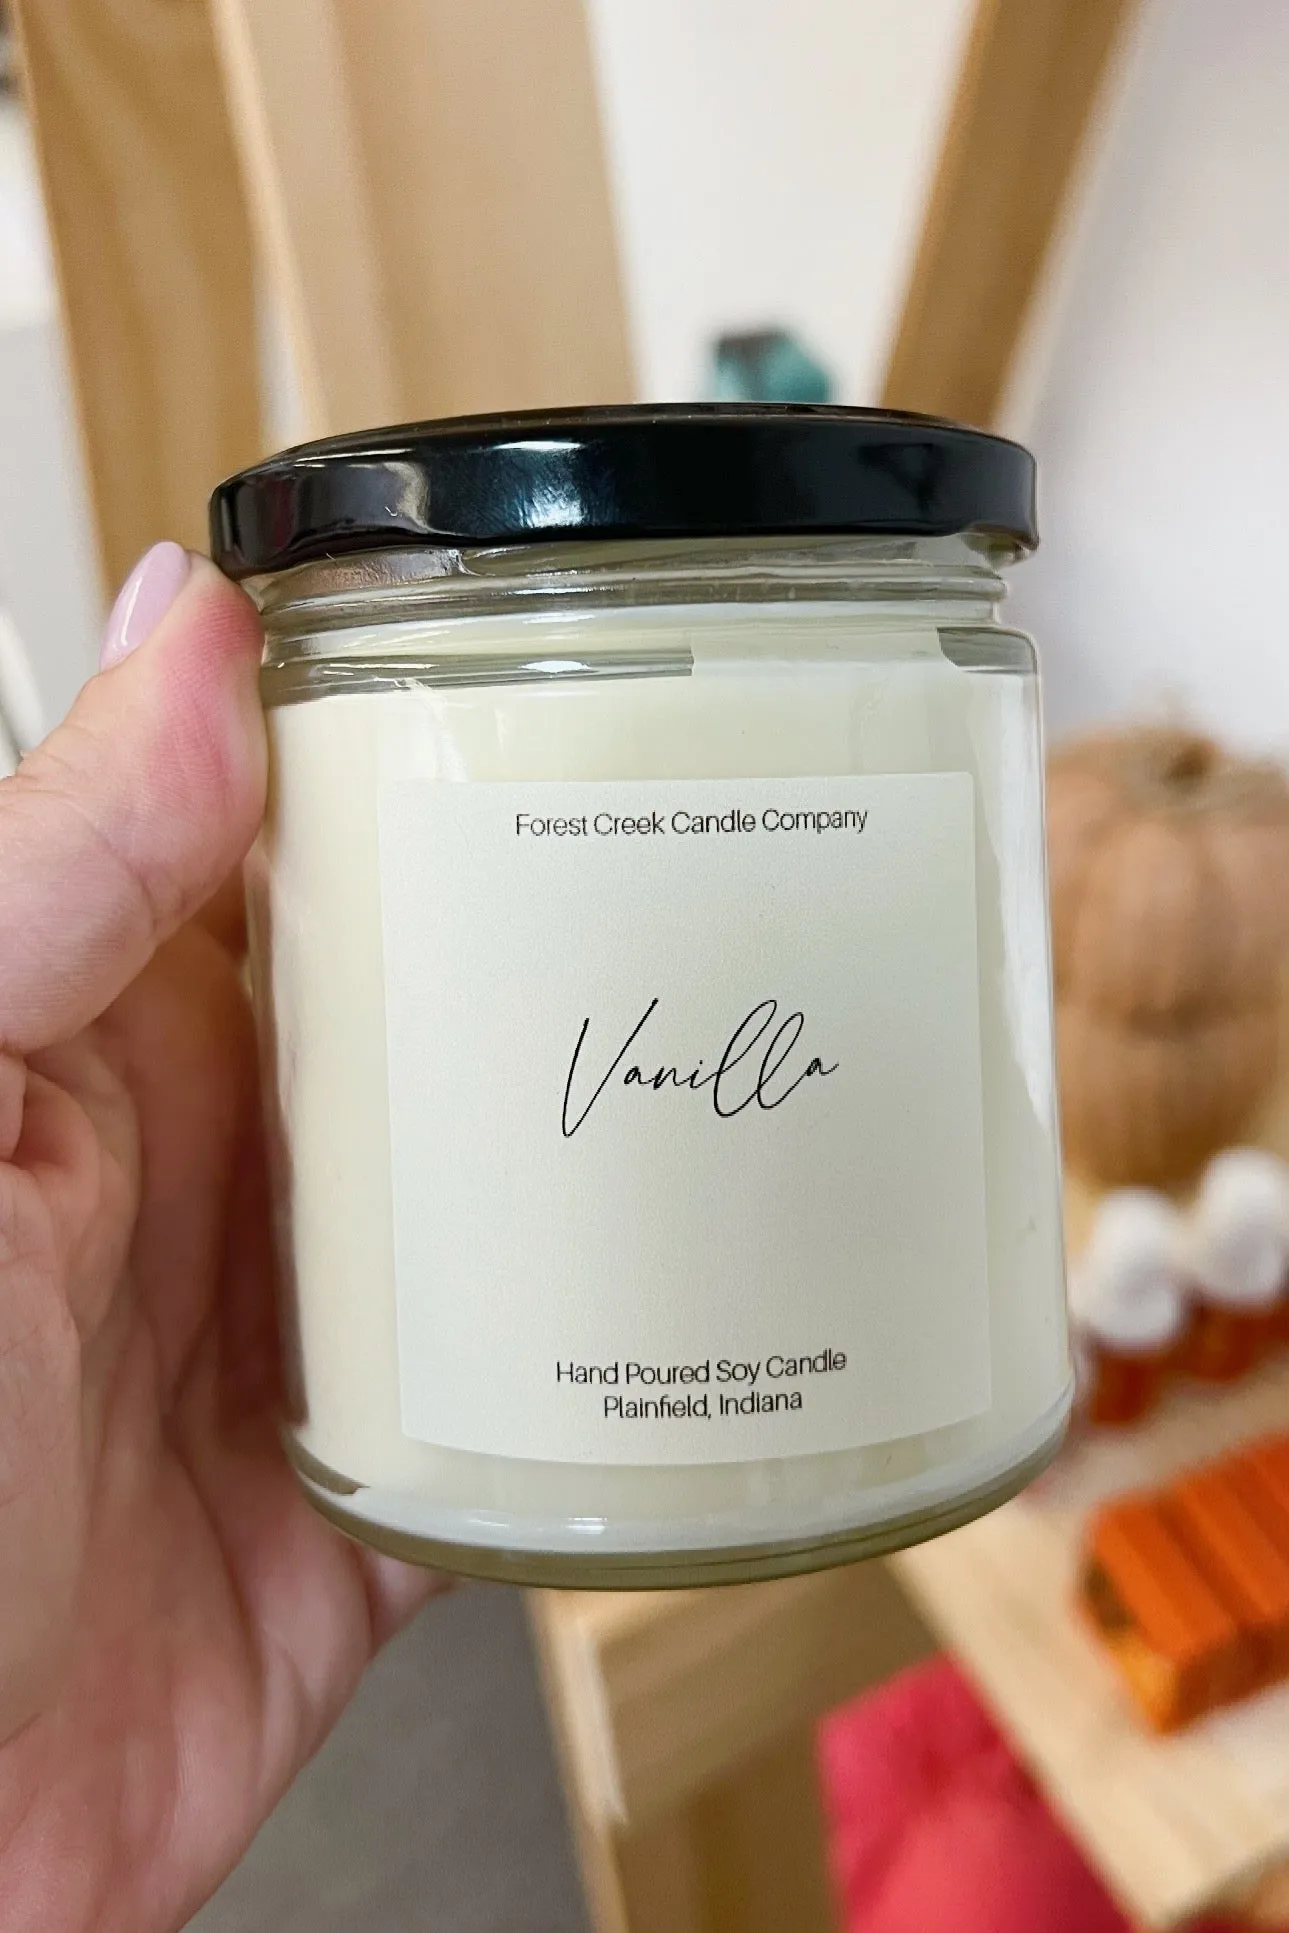 Forest Creek Candle Company
Vanilla
Hand Poured Soy Candle
Plainfield, Indiana